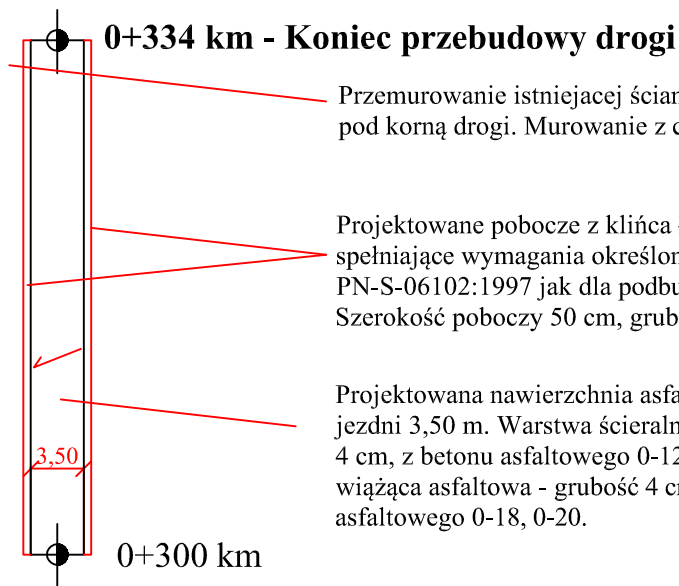 0+334 km - Koniec przebudowy drogi
Przemurowanie istniejacej ścian
pod korną drogi. Murowanie z c
Projektowane pobocze z klińca
spełniające wymagania określon
PN-S-06102:1997 jak dla podbu
Szerokość poboczy 50 cm, grub
Projektowana nawierzchnia asfa
jezdni 3,50 m. Warstwa ścieraln
4 cm, z betonu asfaltowego 0-12
wiążąca asfaltowa - grubość 4 cm
asfaltowego 0-18, 0-20.
3,50
0+300 km